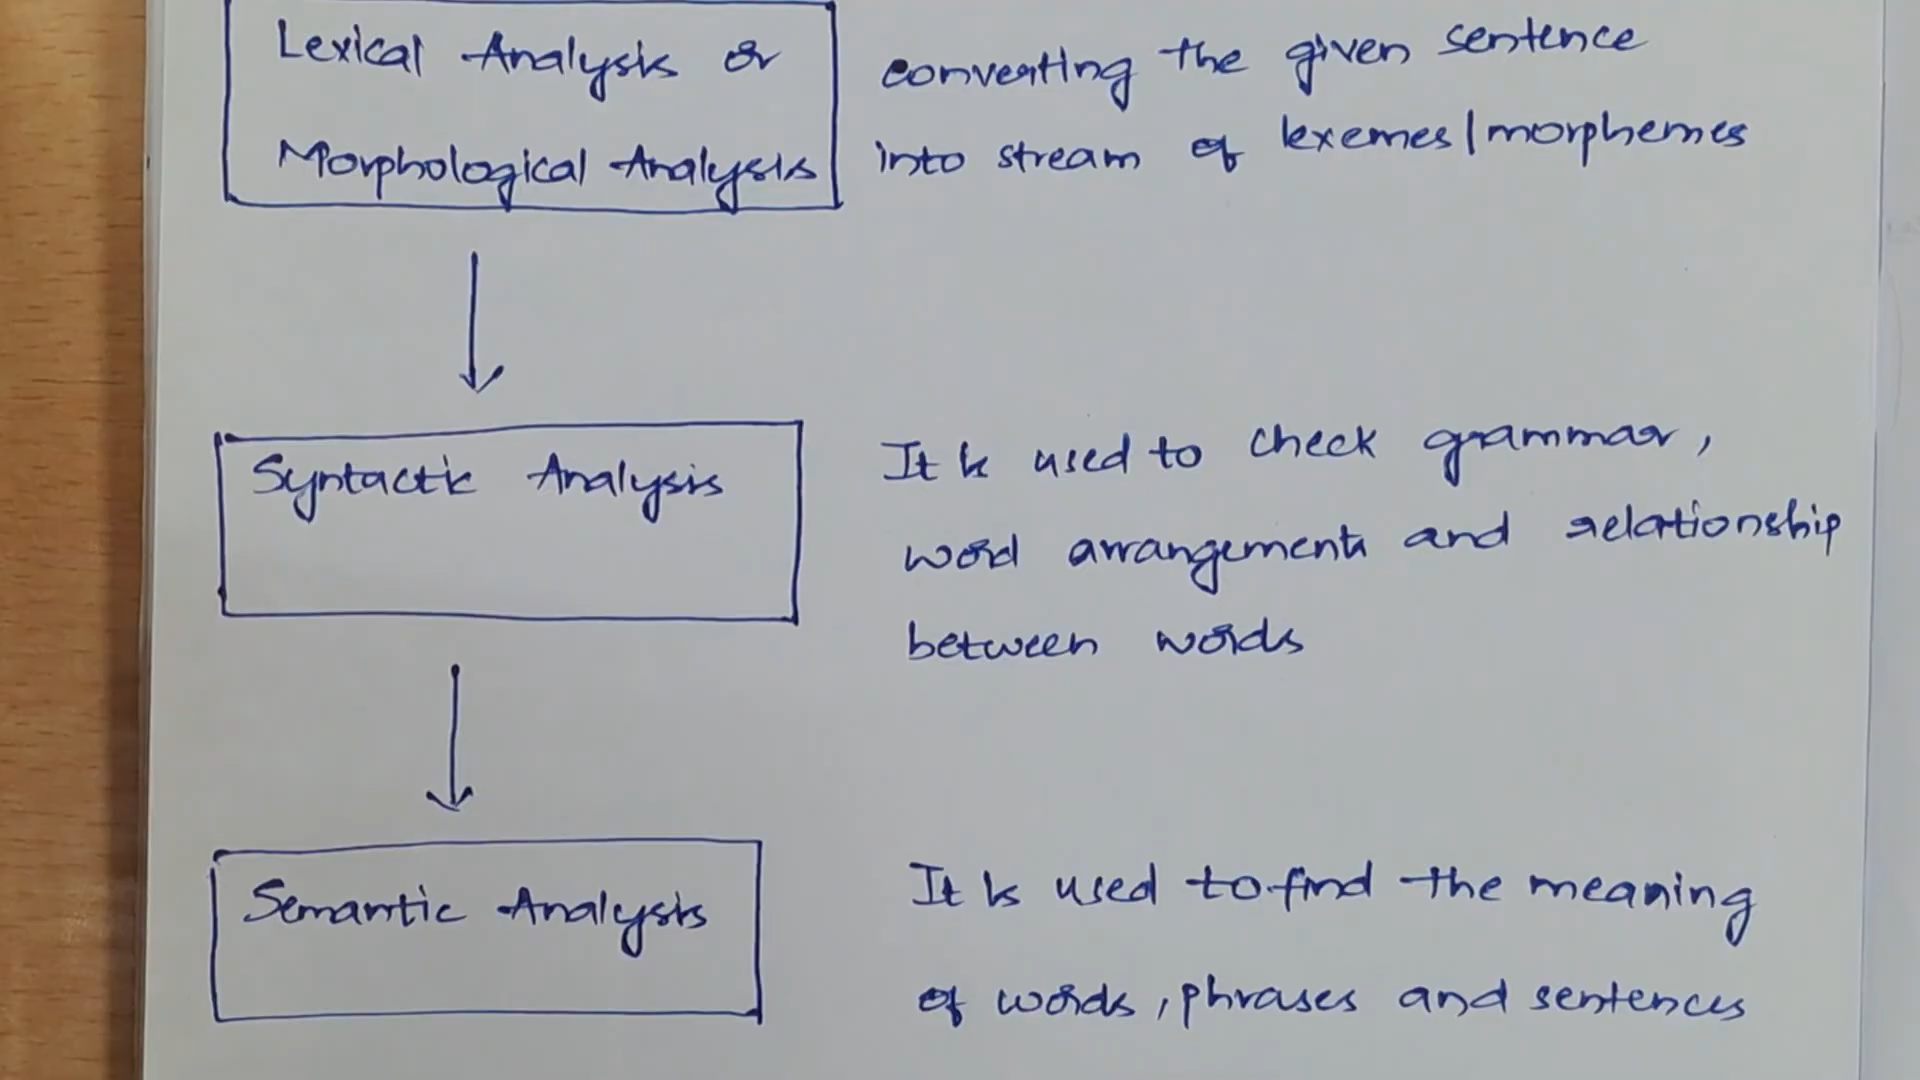 Lexical Analysis or
Morphological Analysis
converting the given sentence
into stream of lexemes/morphemes
Syntactic Analysis
It is used to check grammar,
word arrangements and relationship
between words
Semantic Analysis
It is used to find the meaning
of words, phrases and sentences